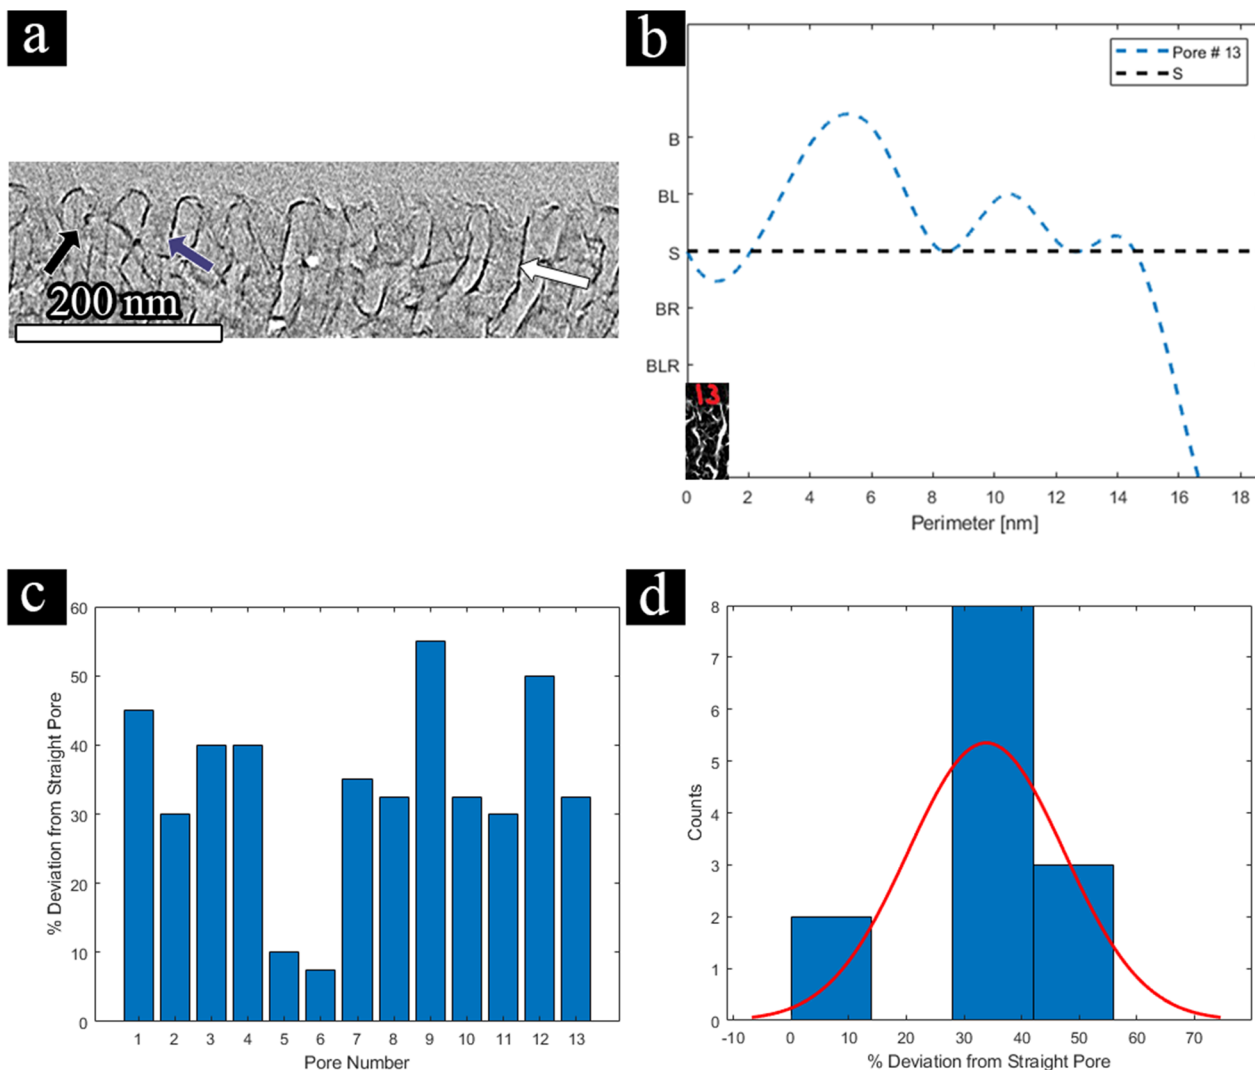 a
200 nm
b
Pore # 13
S
B
BL
S
BR
BLR
13
0 2 4 6 8 10 12 14 16 18
Perimeter [nm]
c
60
50
40
30
20
10
0
% Deviation from Straight Pore
1 2 3 4 5 6 7 8 9 10 11 12 13
Pore Number
d
8
7
6
5
4
3
2
1
0
Counts
-10 0 10 20 30 40 50 60 70
% Deviation from Straight Pore